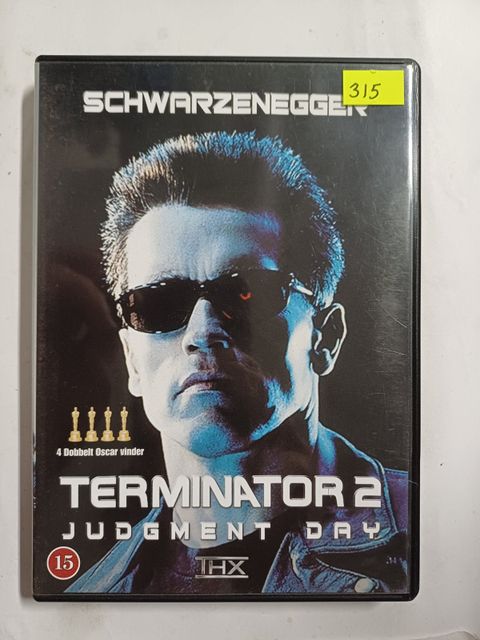 SCHWARZENEGGER
315
4 Dobbelt Oscar vinder
TERMINATOR 2
JUDGMENT DAY
15
THX